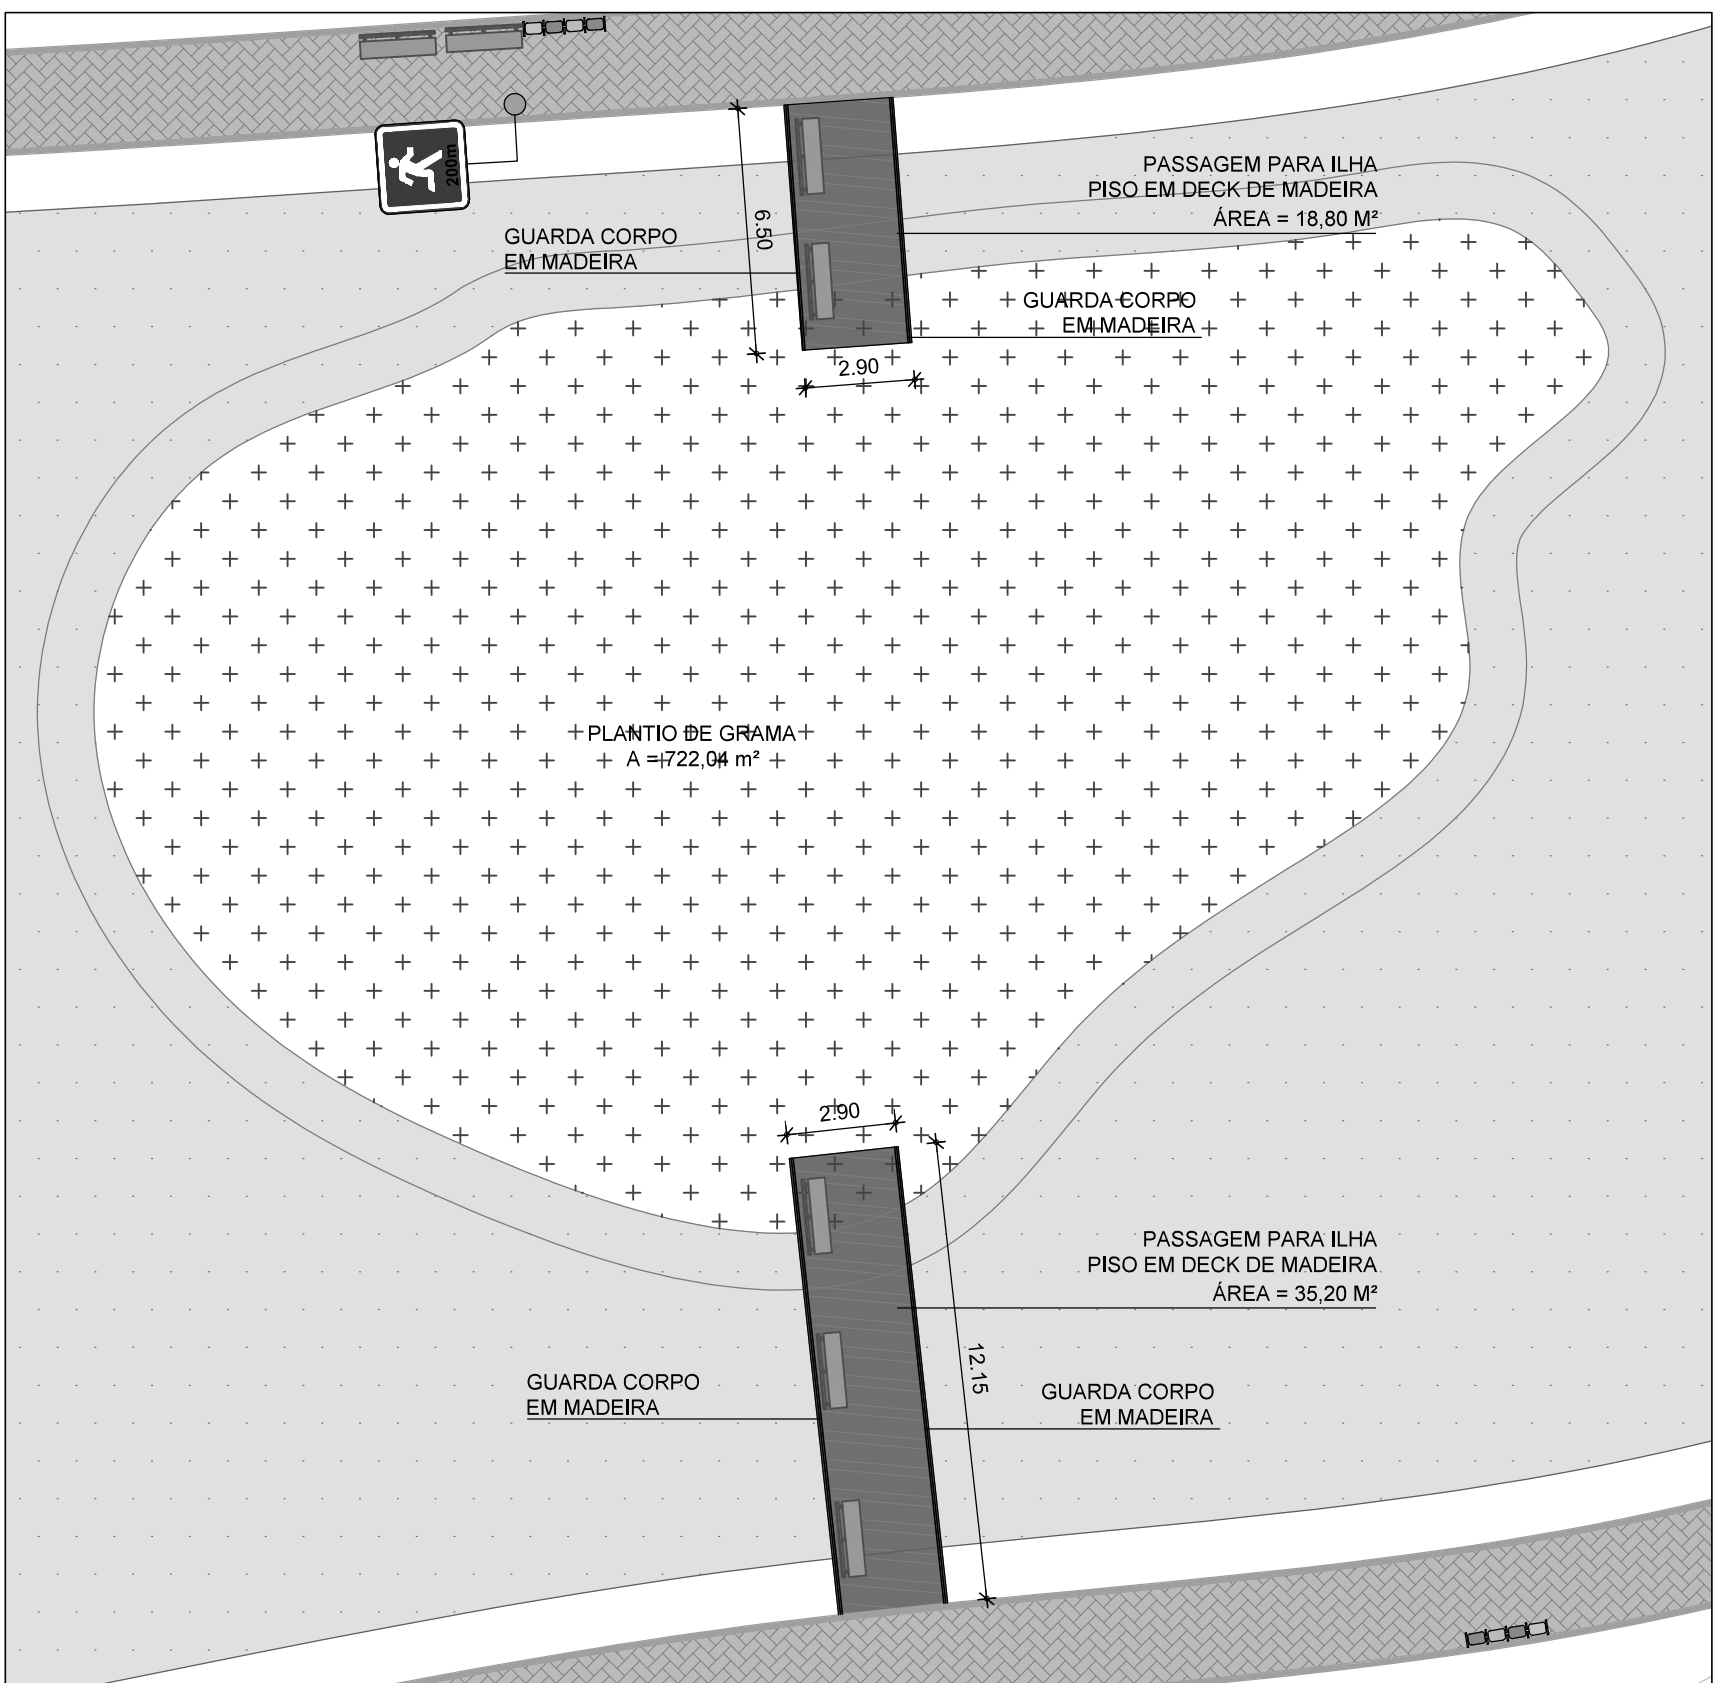 200m
PASSAGEM PARA ILHA
PISO EM DECK DE MADEIRA
ÁREA = 18,80 M²
6.50
GUARDA CORPO
EM MADEIRA
GUARDA CORPO
EM MADEIRA
2.90
PLANTIO DE GRAMA
A = 722,04 m²
2.90
PASSAGEM PARA ILHA
PISO EM DECK DE MADEIRA
ÁREA = 35,20 M²
12.15
GUARDA CORPO
EM MADEIRA
GUARDA CORPO
EM MADEIRA